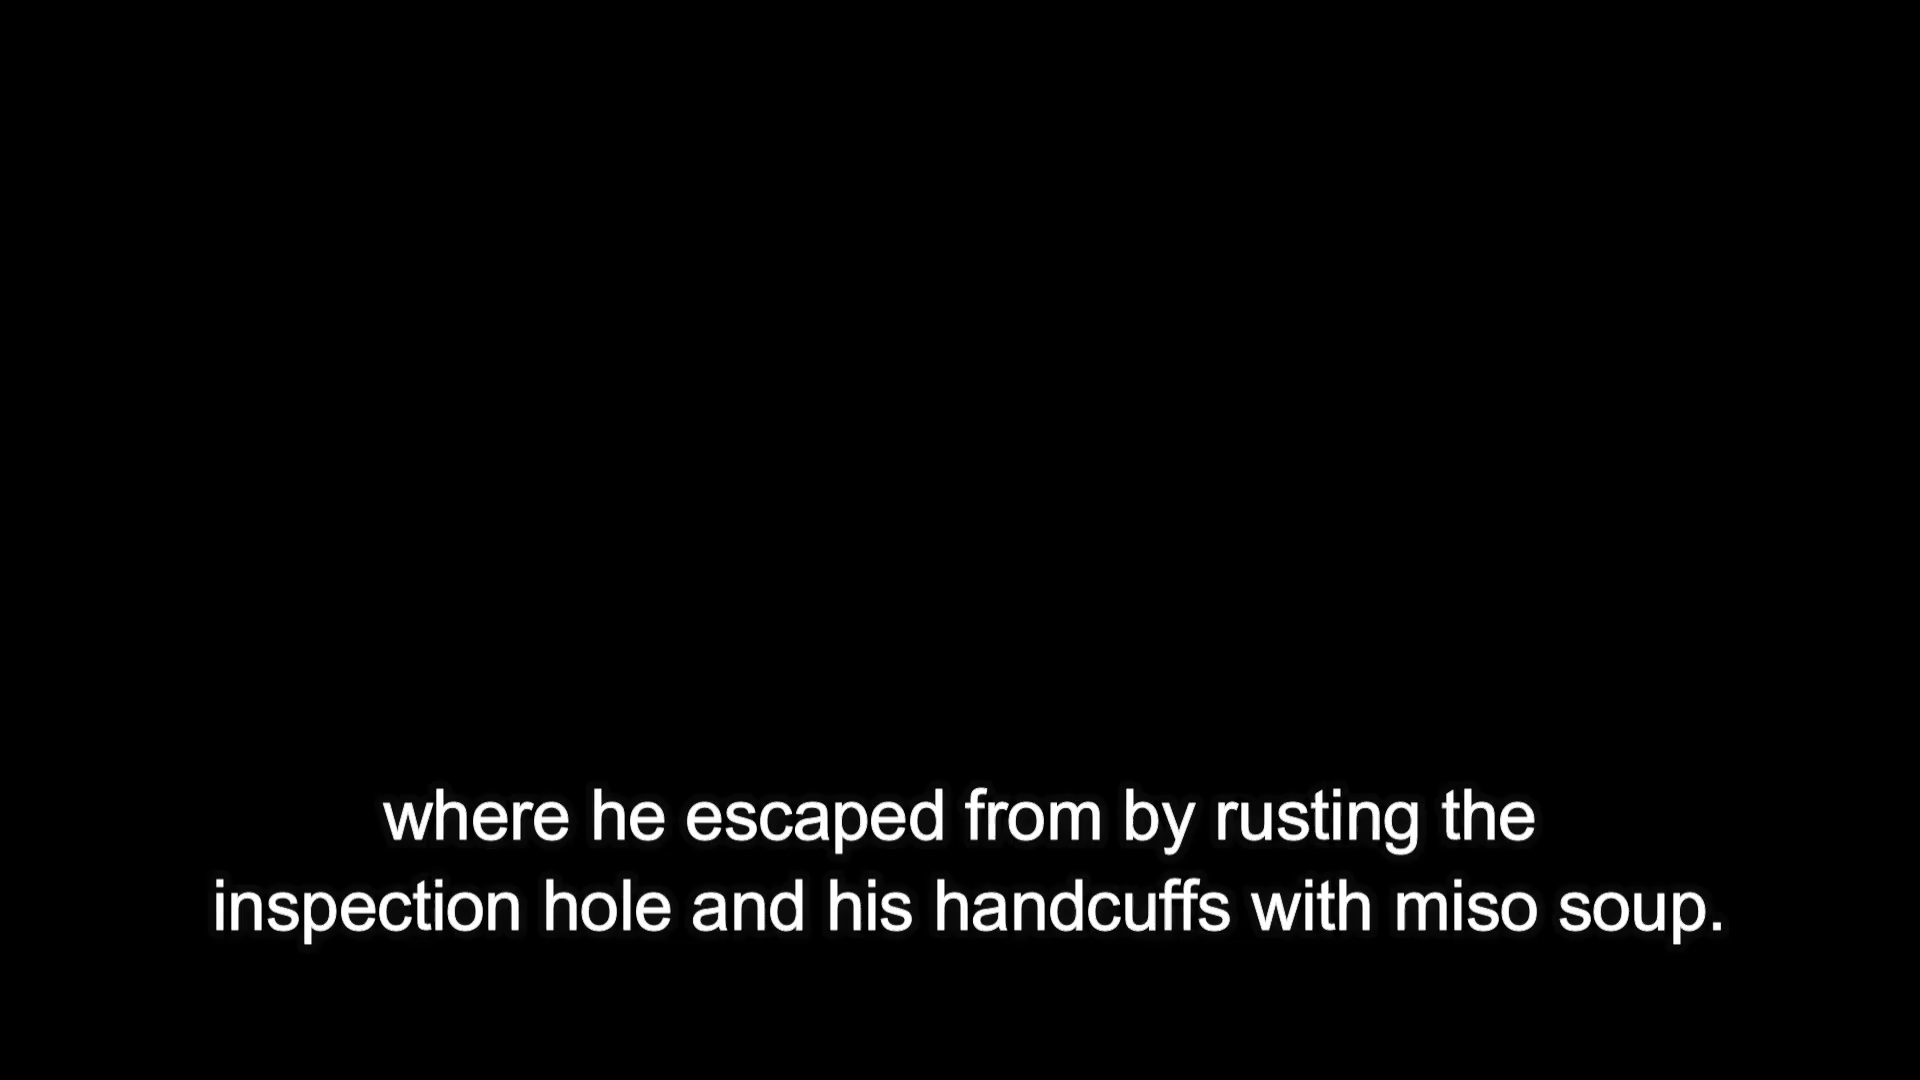 where he escaped from by rusting the
inspection hole and his handcuffs with miso soup.